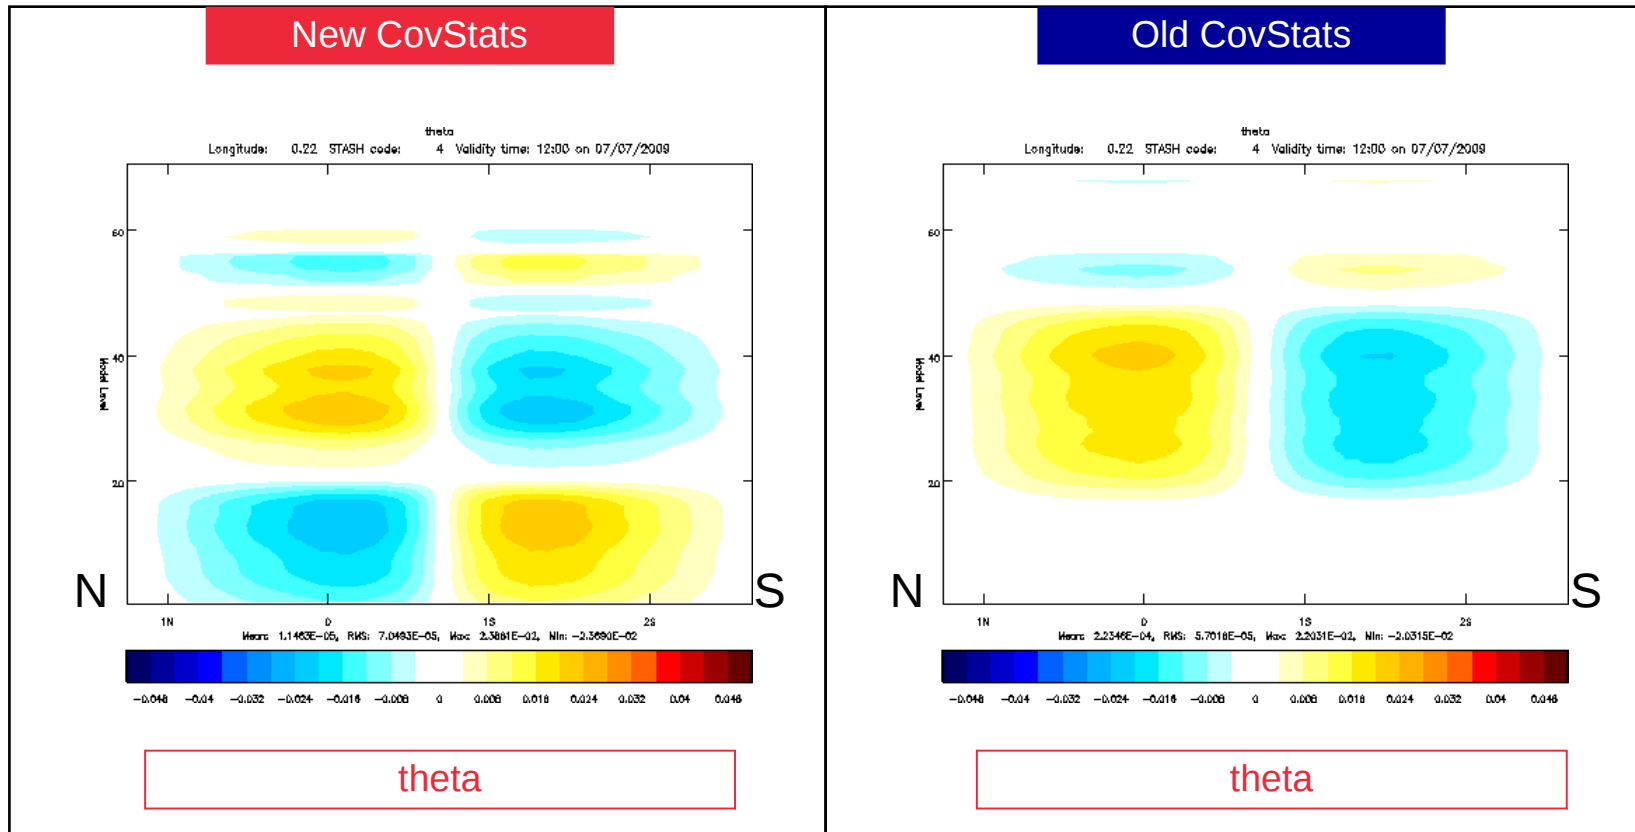 New CovStats
theta
Longitude: 0.22 STASH code: 4 Validity time: 12:00 on 07/07/2009
60
40
20
Model Level
N
S
1N 0 1S 2S
Mean: 1.1463E-05, RMS: 7.0493E-05, Max: 2.3861E-02, Min: -2.3690E-02
-0.048 -0.04 -0.032 -0.024 -0.016 -0.008 0 0.008 0.016 0.024 0.032 0.04 0.048
theta
Old CovStats
theta
Longitude: 0.22 STASH code: 4 Validity time: 12:00 on 07/07/2009
60
40
20
Model Level
N
S
1N 0 1S 2S
Mean: 2.2346E-04, RMS: 5.7018E-05, Max: 2.2031E-02, Min: -2.0315E-02
-0.048 -0.04 -0.032 -0.024 -0.016 -0.008 0 0.008 0.016 0.024 0.032 0.04 0.048
theta